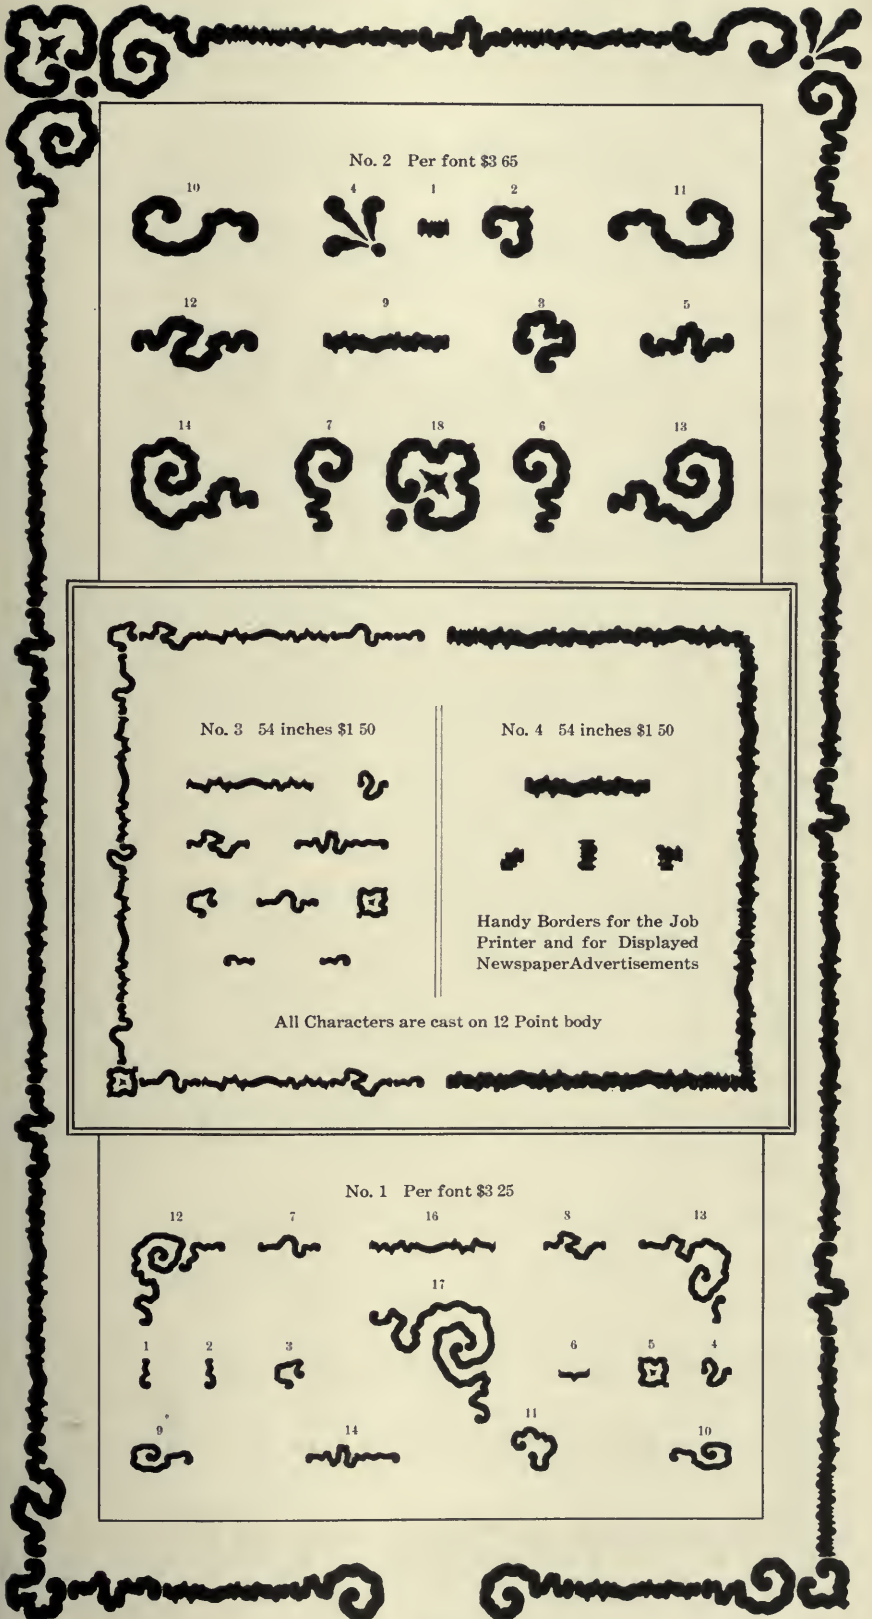 No. 2 Per font $3 65
10 4 1 2 11
12 9 8 5
14 7 18 6 13
No. 3 54 inches $1 50
No. 4 54 inches $1 50
Handy Borders for the Job
Printer and for Displayed
NewspaperAdvertisements
All Characters are cast on 12 Point body
No. 1 Per font $3 25
12 7 16 8 13
17
1 2 3 6 5 4
9 14 11 10